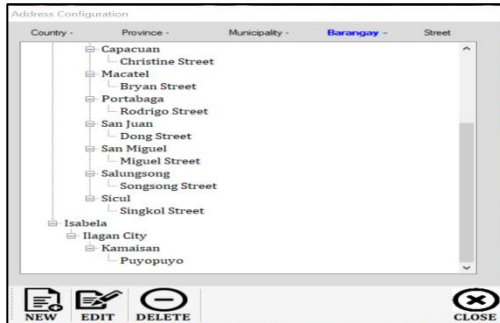 Address Configuration
Country - Province - Municipality - Barangay - Street
Capacuan
Christine Street
Macatel
Bryan Street
Portabaga
Rodrigo Street
San Juan
Dong Street
San Miguel
Miguel Street
Salungsong
Songsong Street
Sicul
Singkol Street
Isabela
Ilagan City
Kamaisan
Puyopuyo
NEW EDIT DELETE CLOSE